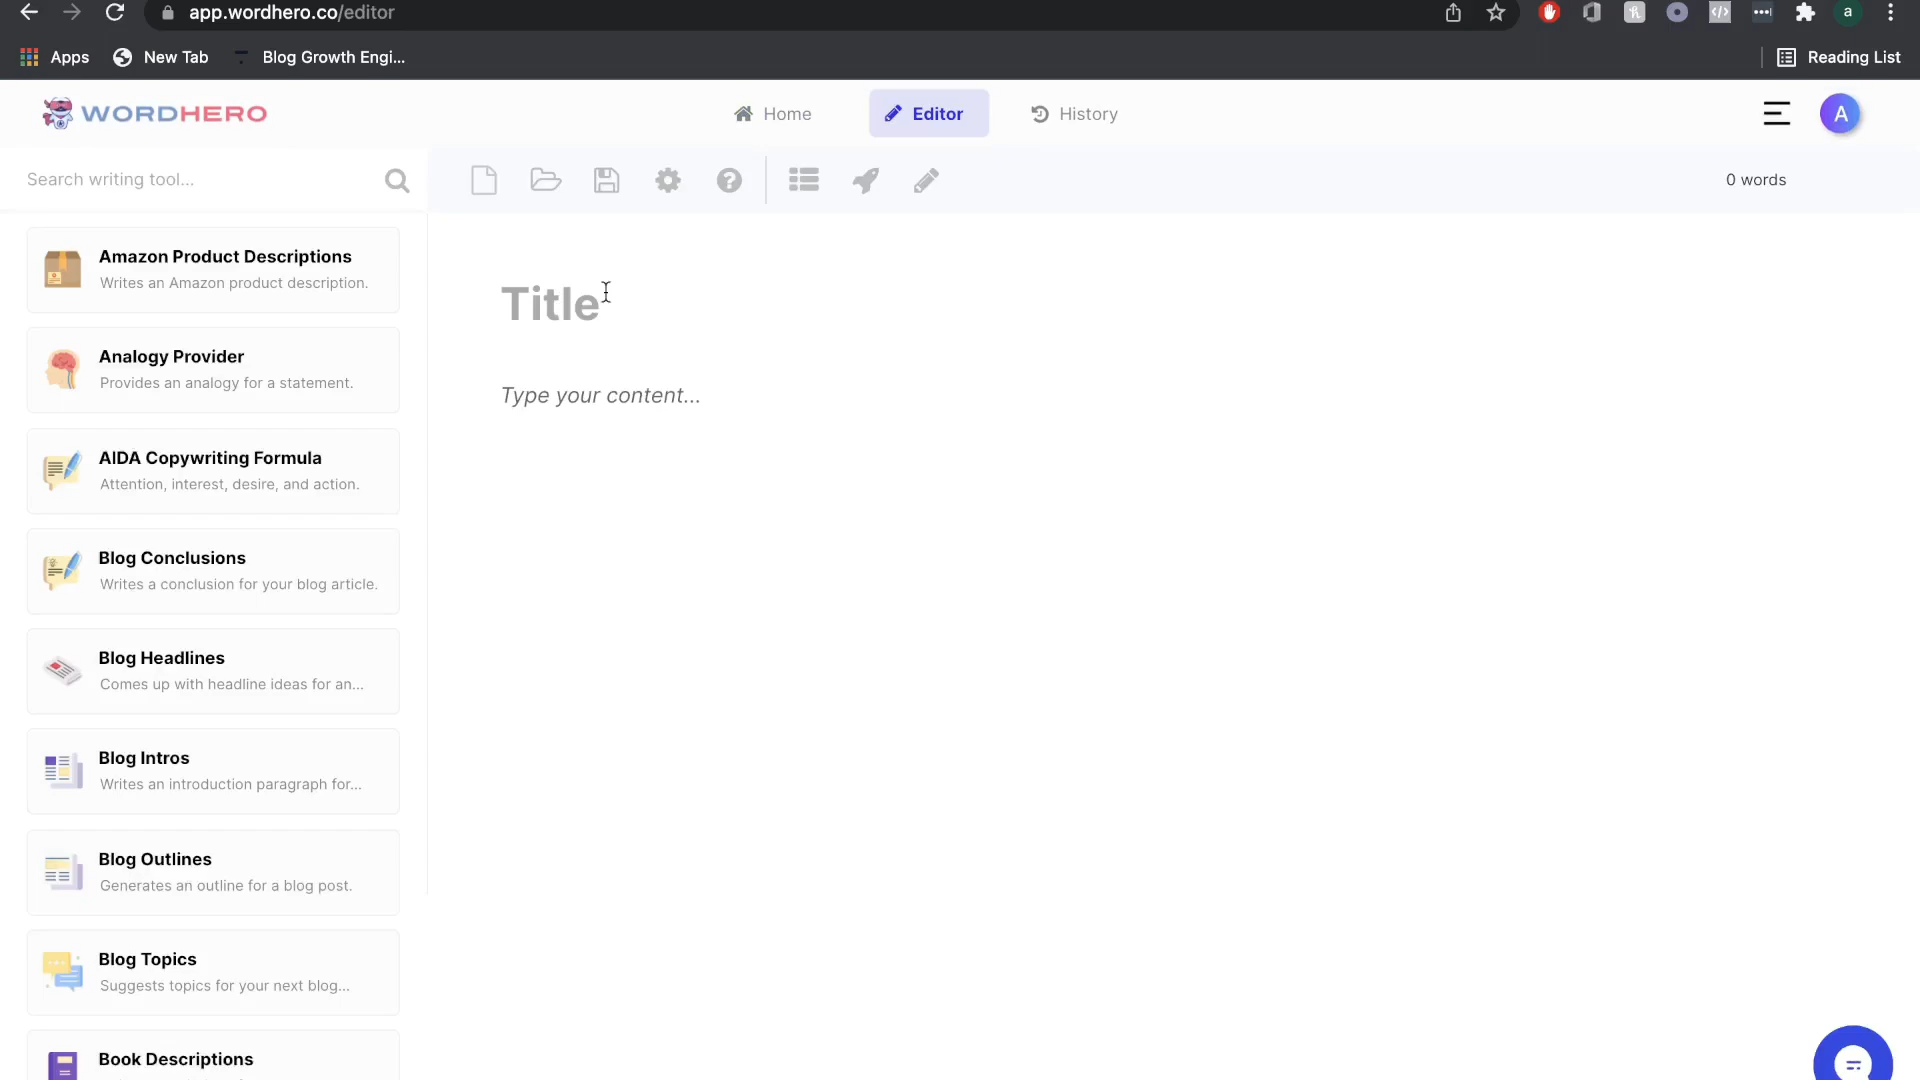 app.wordhero.co/editor
a
Apps
New Tab
Blog Growth Engi...
Reading List
WORDHERO
Home
Editor
History
A
Search writing tool...
0 words
Amazon Product Descriptions
Writes an Amazon product description.
Analogy Provider
Provides an analogy for a statement.
AIDA Copywriting Formula
Attention, interest, desire, and action.
Blog Conclusions
Writes a conclusion for your blog article.
Blog Headlines
Comes up with headline ideas for an...
Blog Intros
Writes an introduction paragraph for...
Blog Outlines
Generates an outline for a blog post.
Blog Topics
Suggests topics for your next blog...
Book Descriptions
Title
Type your content...